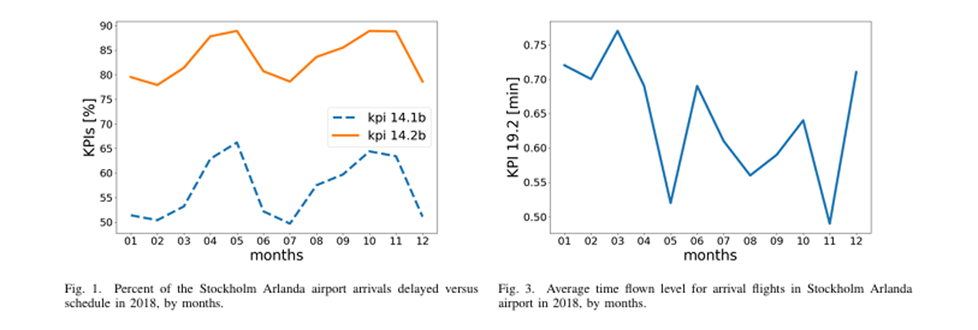 90
85
80
75
70
65
60
55
50
KPIs [%]
kpi 14.1b
kpi 14.2b
01 02 03 04 05 06 07 08 09 10 11 12
months
Fig. 1. Percent of the Stockholm Arlanda airport arrivals delayed versus
schedule in 2018, by months.
0.75
0.70
0.65
0.60
0.55
0.50
KPI 19.2 [min]
01 02 03 04 05 06 07 08 09 10 11 12
months
Fig. 3. Average time flown level for arrival flights in Stockholm Arlanda
airport in 2018, by months.